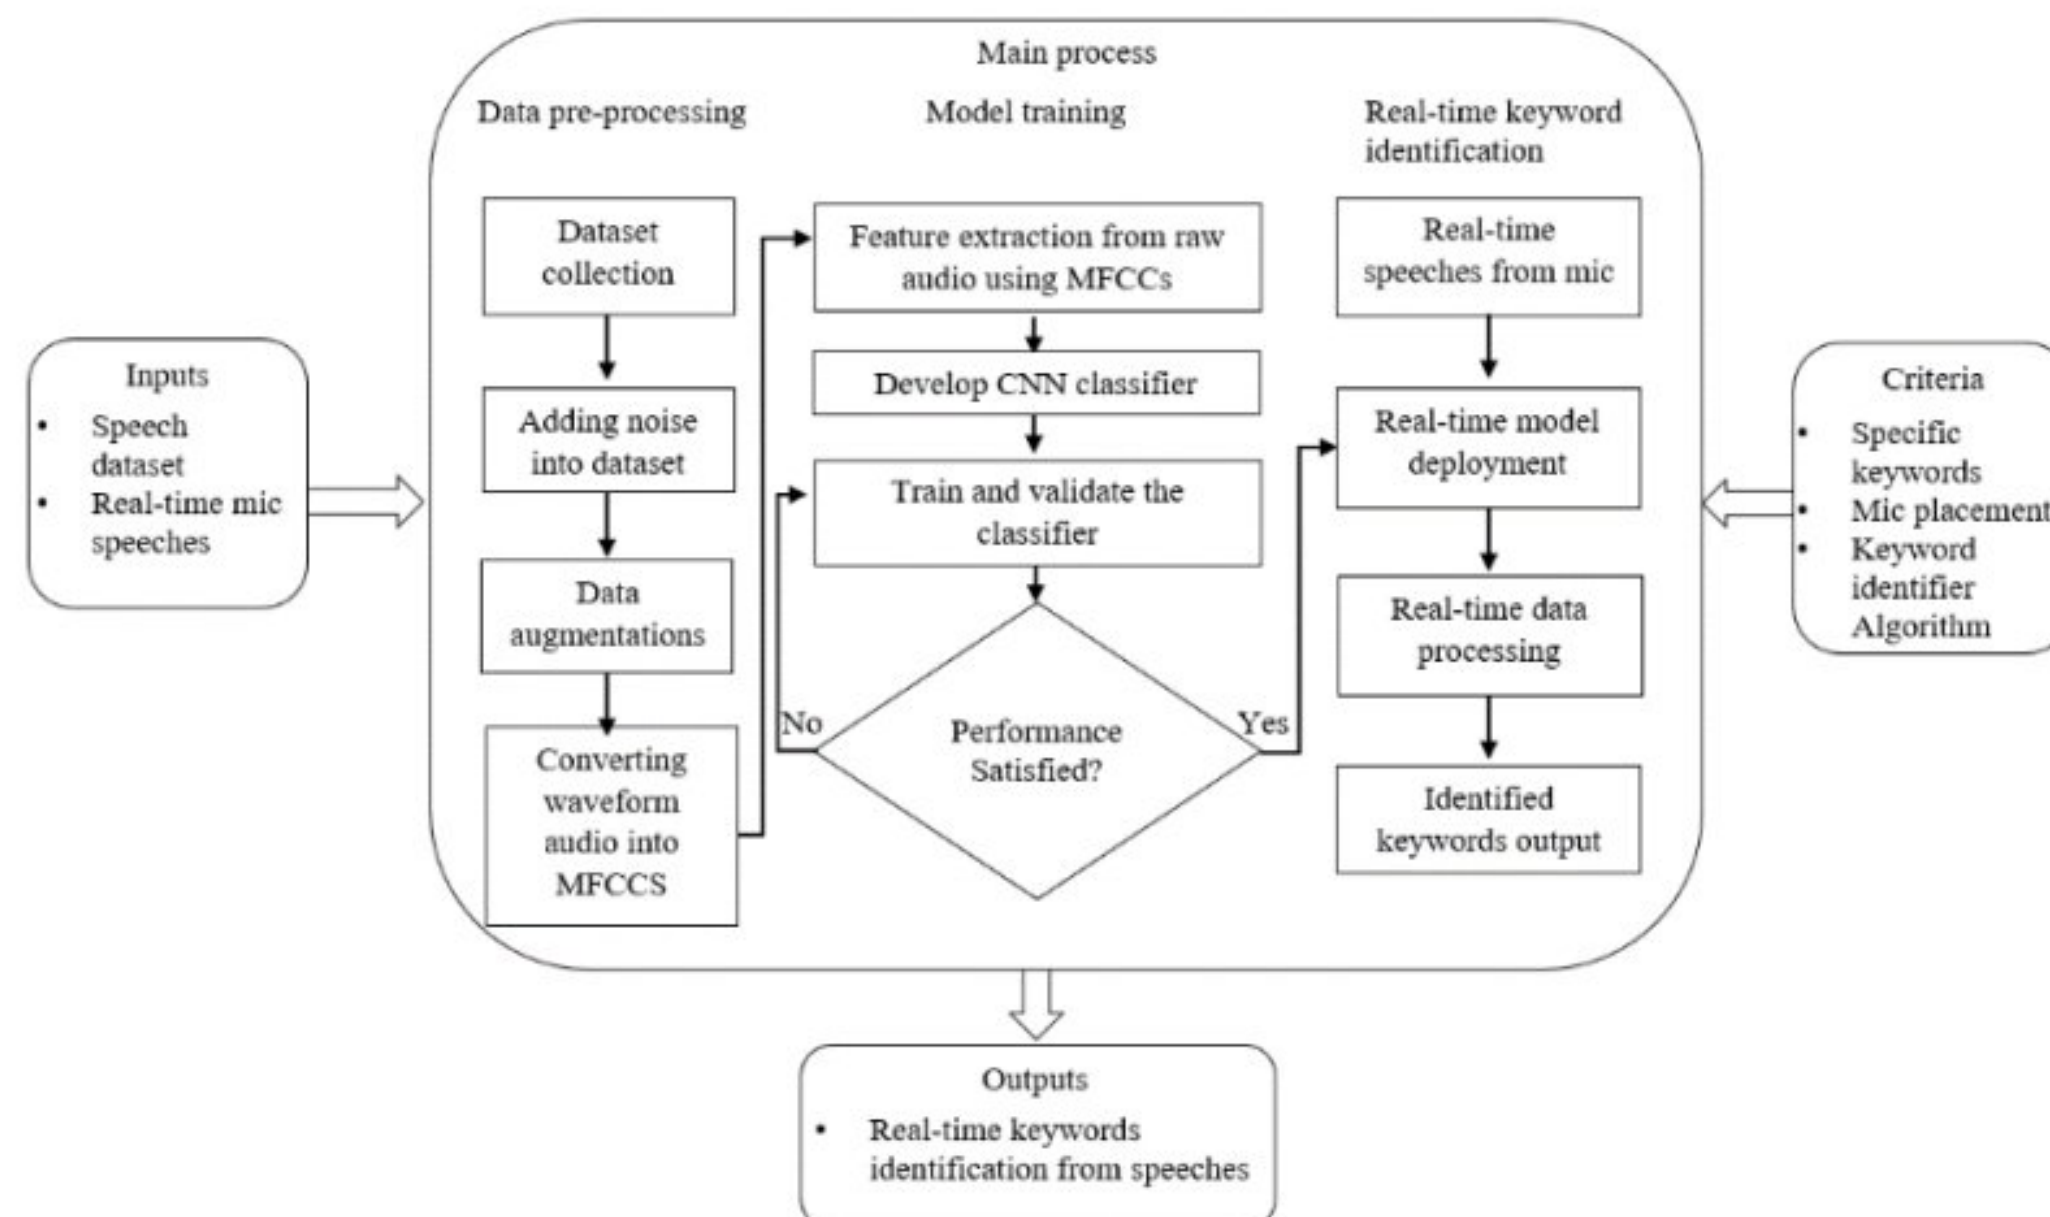 Main process
Data pre-processing
Model training
Real-time keyword
identification
Dataset
collection
Adding noise
into dataset
Data
augmentations
Converting
waveform
audio into
MFCCS
Feature extraction from raw
audio using MFCCs
Develop CNN classifier
Train and validate the
classifier
Performance
Satisfied?
No
Yes
Real-time
speeches from mic
Real-time model
deployment
Real-time data
processing
Identified
keywords output
Inputs
• Speech
dataset
• Real-time mic
speeches
Criteria
• Specific
keywords
• Mic placement
• Keyword
identifier
Algorithm
Outputs
• Real-time keywords
identification from speeches